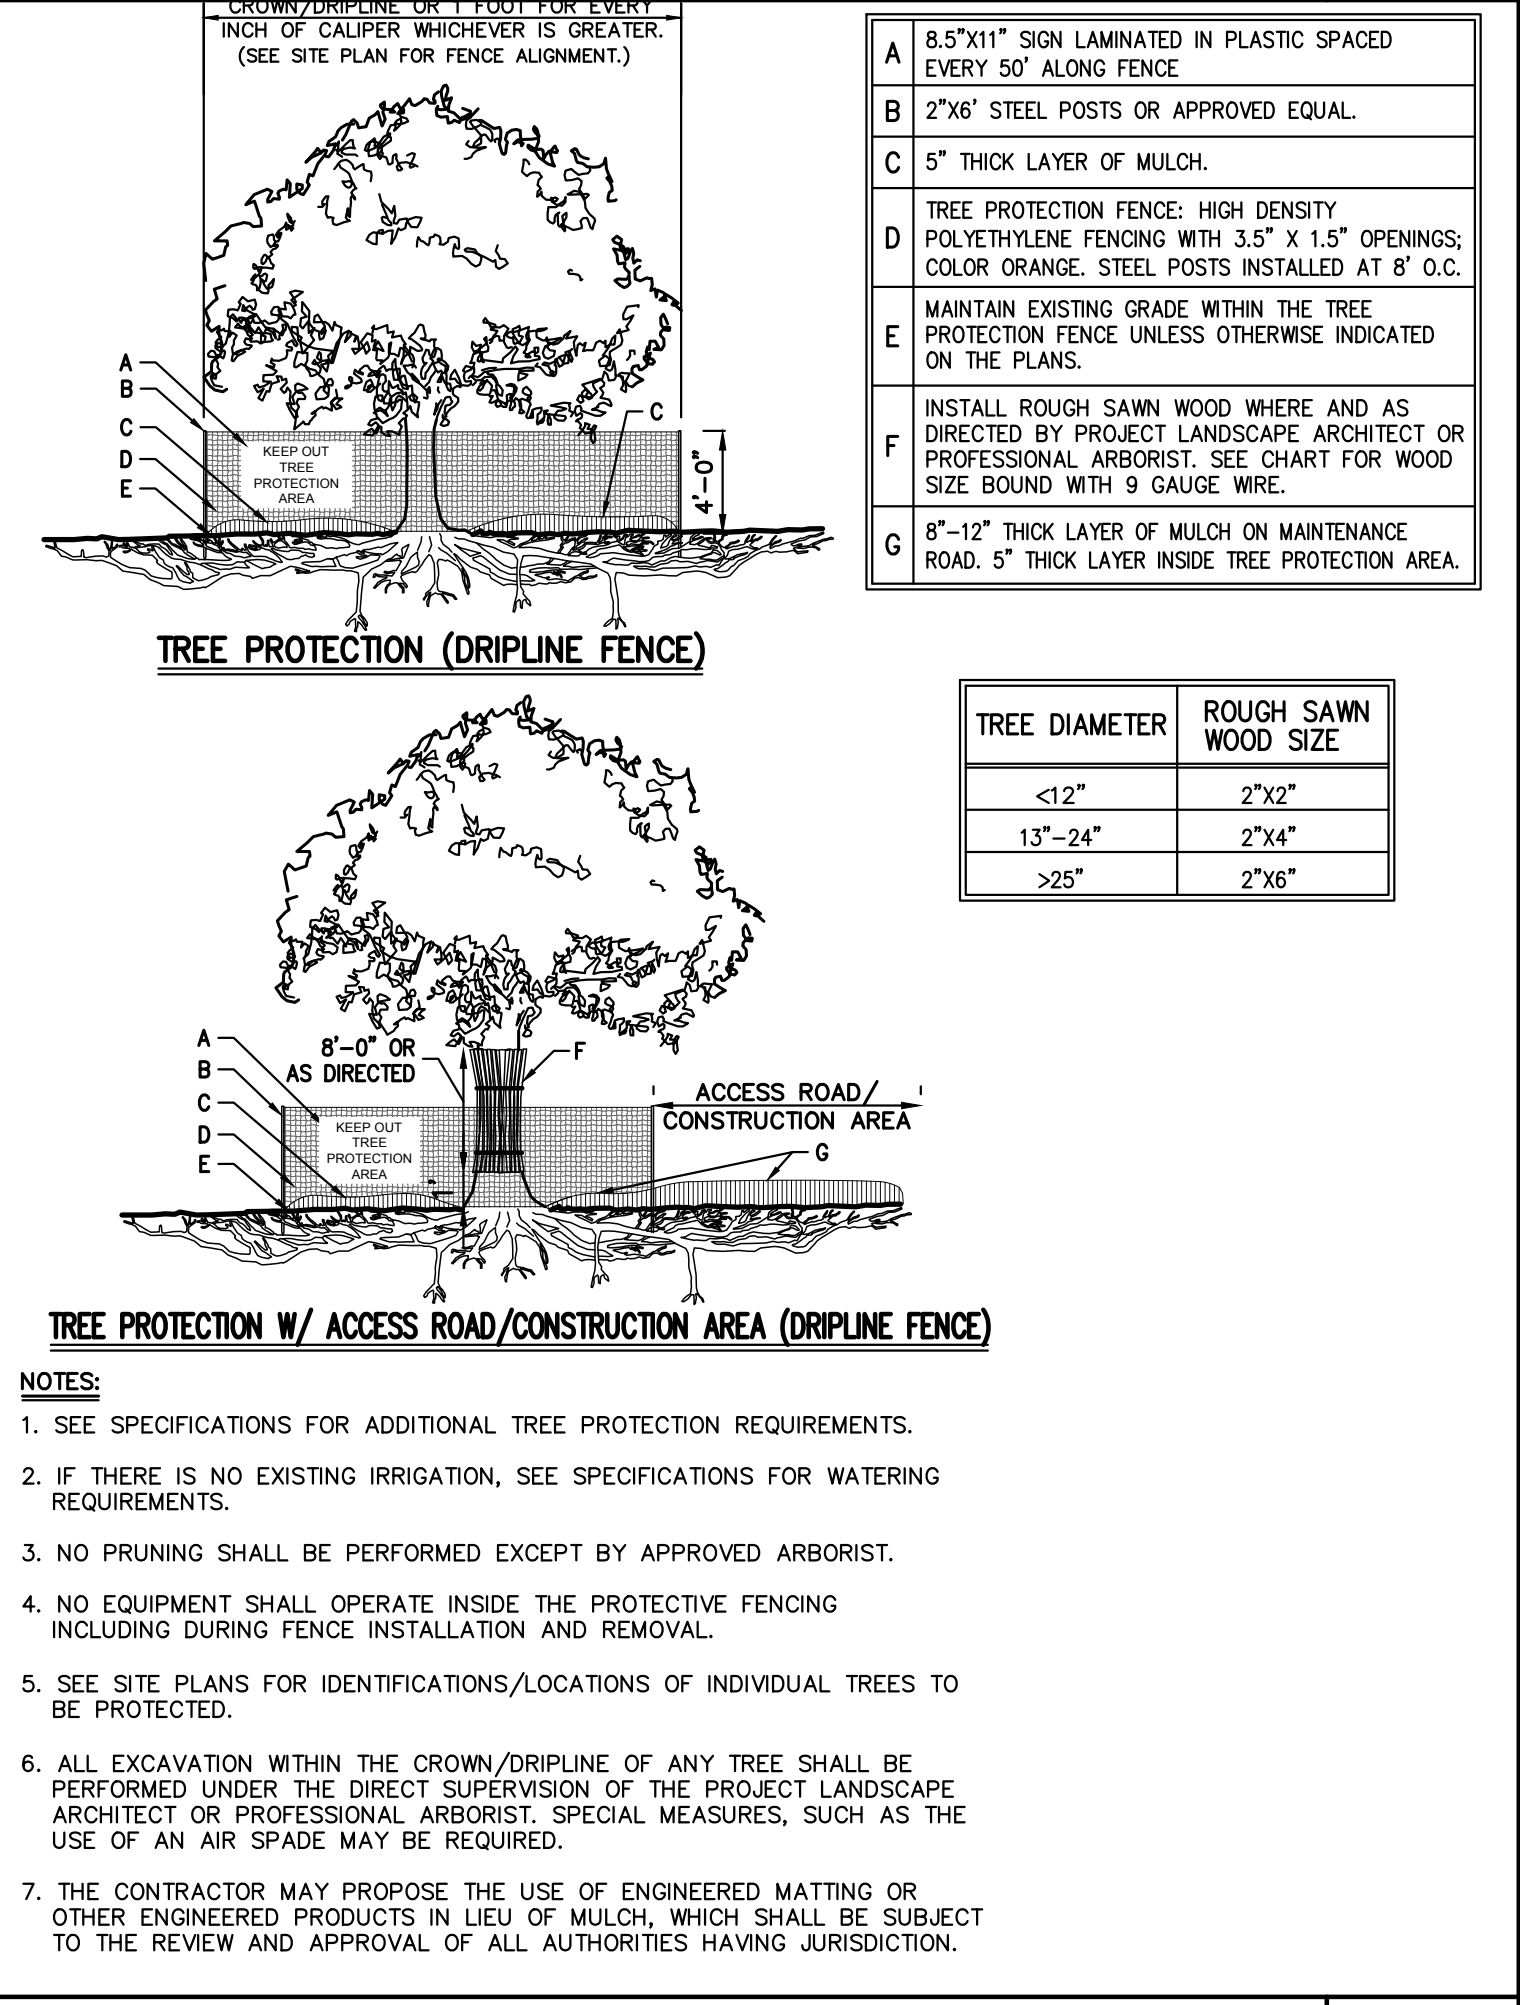 CROWN/DRIPLINE OR 1 FOOT FOR EVERY
INCH OF CALIPER WHICHEVER IS GREATER.
(SEE SITE PLAN FOR FENCE ALIGNMENT.)
A
B
C
D
E
C
KEEP OUT
TREE
PROTECTION
AREA
4'-0"
TREE PROTECTION (DRIPLINE FENCE)
A 8.5"X11" SIGN LAMINATED IN PLASTIC SPACED
EVERY 50' ALONG FENCE
B 2"X6' STEEL POSTS OR APPROVED EQUAL.
C 5" THICK LAYER OF MULCH.
D TREE PROTECTION FENCE: HIGH DENSITY
POLYETHYLENE FENCING WITH 3.5" X 1.5" OPENINGS;
COLOR ORANGE. STEEL POSTS INSTALLED AT 8' O.C.
E MAINTAIN EXISTING GRADE WITHIN THE TREE
PROTECTION FENCE UNLESS OTHERWISE INDICATED
ON THE PLANS.
F INSTALL ROUGH SAWN WOOD WHERE AND AS
DIRECTED BY PROJECT LANDSCAPE ARCHITECT OR
PROFESSIONAL ARBORIST. SEE CHART FOR WOOD
SIZE BOUND WITH 9 GAUGE WIRE.
G 8"-12" THICK LAYER OF MULCH ON MAINTENANCE
ROAD. 5" THICK LAYER INSIDE TREE PROTECTION AREA.
TREE DIAMETER ROUGH SAWN
WOOD SIZE
<12" 2"X2"
13"-24" 2"X4"
>25" 2"X6"
A
B
C
D
E
8'-0" OR
AS DIRECTED
F
ACCESS ROAD/
CONSTRUCTION AREA
G
KEEP OUT
TREE
PROTECTION
AREA
1'
TREE PROTECTION W/ ACCESS ROAD/CONSTRUCTION AREA (DRIPLINE FENCE)
NOTES:
1. SEE SPECIFICATIONS FOR ADDITIONAL TREE PROTECTION REQUIREMENTS.
2. IF THERE IS NO EXISTING IRRIGATION, SEE SPECIFICATIONS FOR WATERING
REQUIREMENTS.
3. NO PRUNING SHALL BE PERFORMED EXCEPT BY APPROVED ARBORIST.
4. NO EQUIPMENT SHALL OPERATE INSIDE THE PROTECTIVE FENCING
INCLUDING DURING FENCE INSTALLATION AND REMOVAL.
5. SEE SITE PLANS FOR IDENTIFICATIONS/LOCATIONS OF INDIVIDUAL TREES TO
BE PROTECTED.
6. ALL EXCAVATION WITHIN THE CROWN/DRIPLINE OF ANY TREE SHALL BE
PERFORMED UNDER THE DIRECT SUPERVISION OF THE PROJECT LANDSCAPE
ARCHITECT OR PROFESSIONAL ARBORIST. SPECIAL MEASURES, SUCH AS THE
USE OF AN AIR SPADE MAY BE REQUIRED.
7. THE CONTRACTOR MAY PROPOSE THE USE OF ENGINEERED MATTING OR
OTHER ENGINEERED PRODUCTS IN LIEU OF MULCH, WHICH SHALL BE SUBJECT
TO THE REVIEW AND APPROVAL OF ALL AUTHORITIES HAVING JURISDICTION.